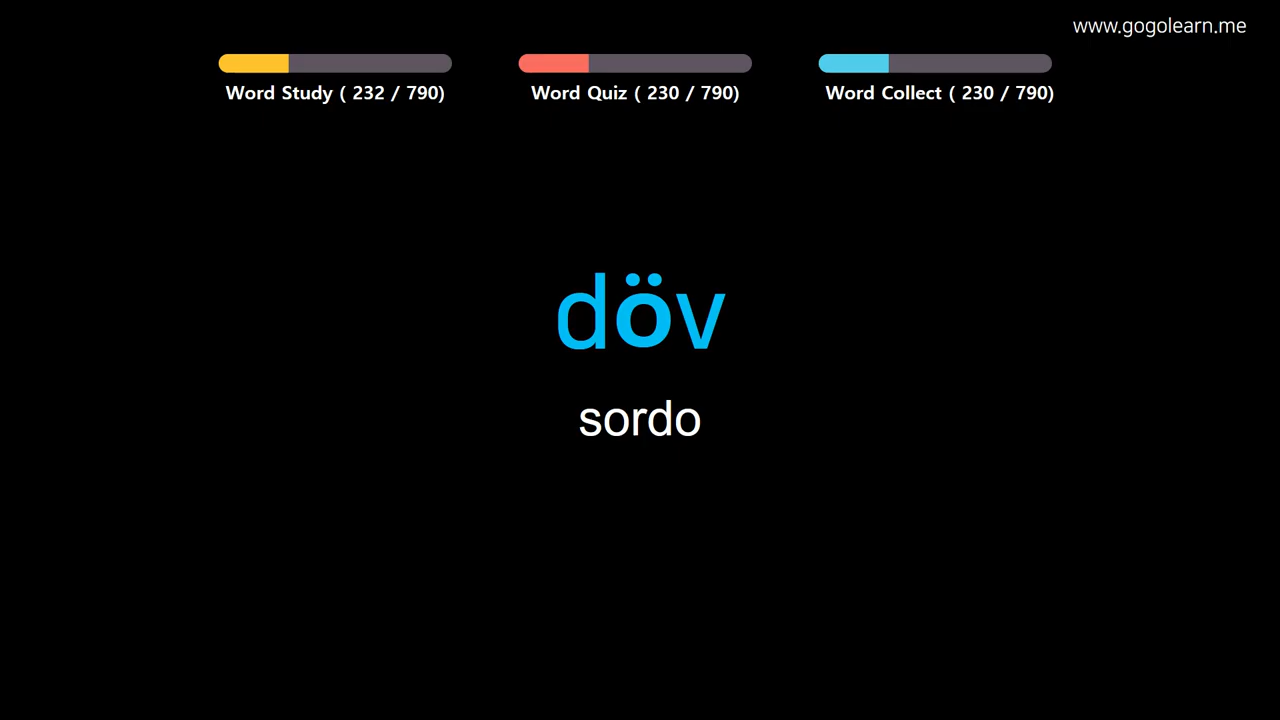 www.gogolearn.me
Word Study ( 232 / 790)
Word Quiz ( 230 / 790)
Word Collect ( 230 / 790)
döv
sordo